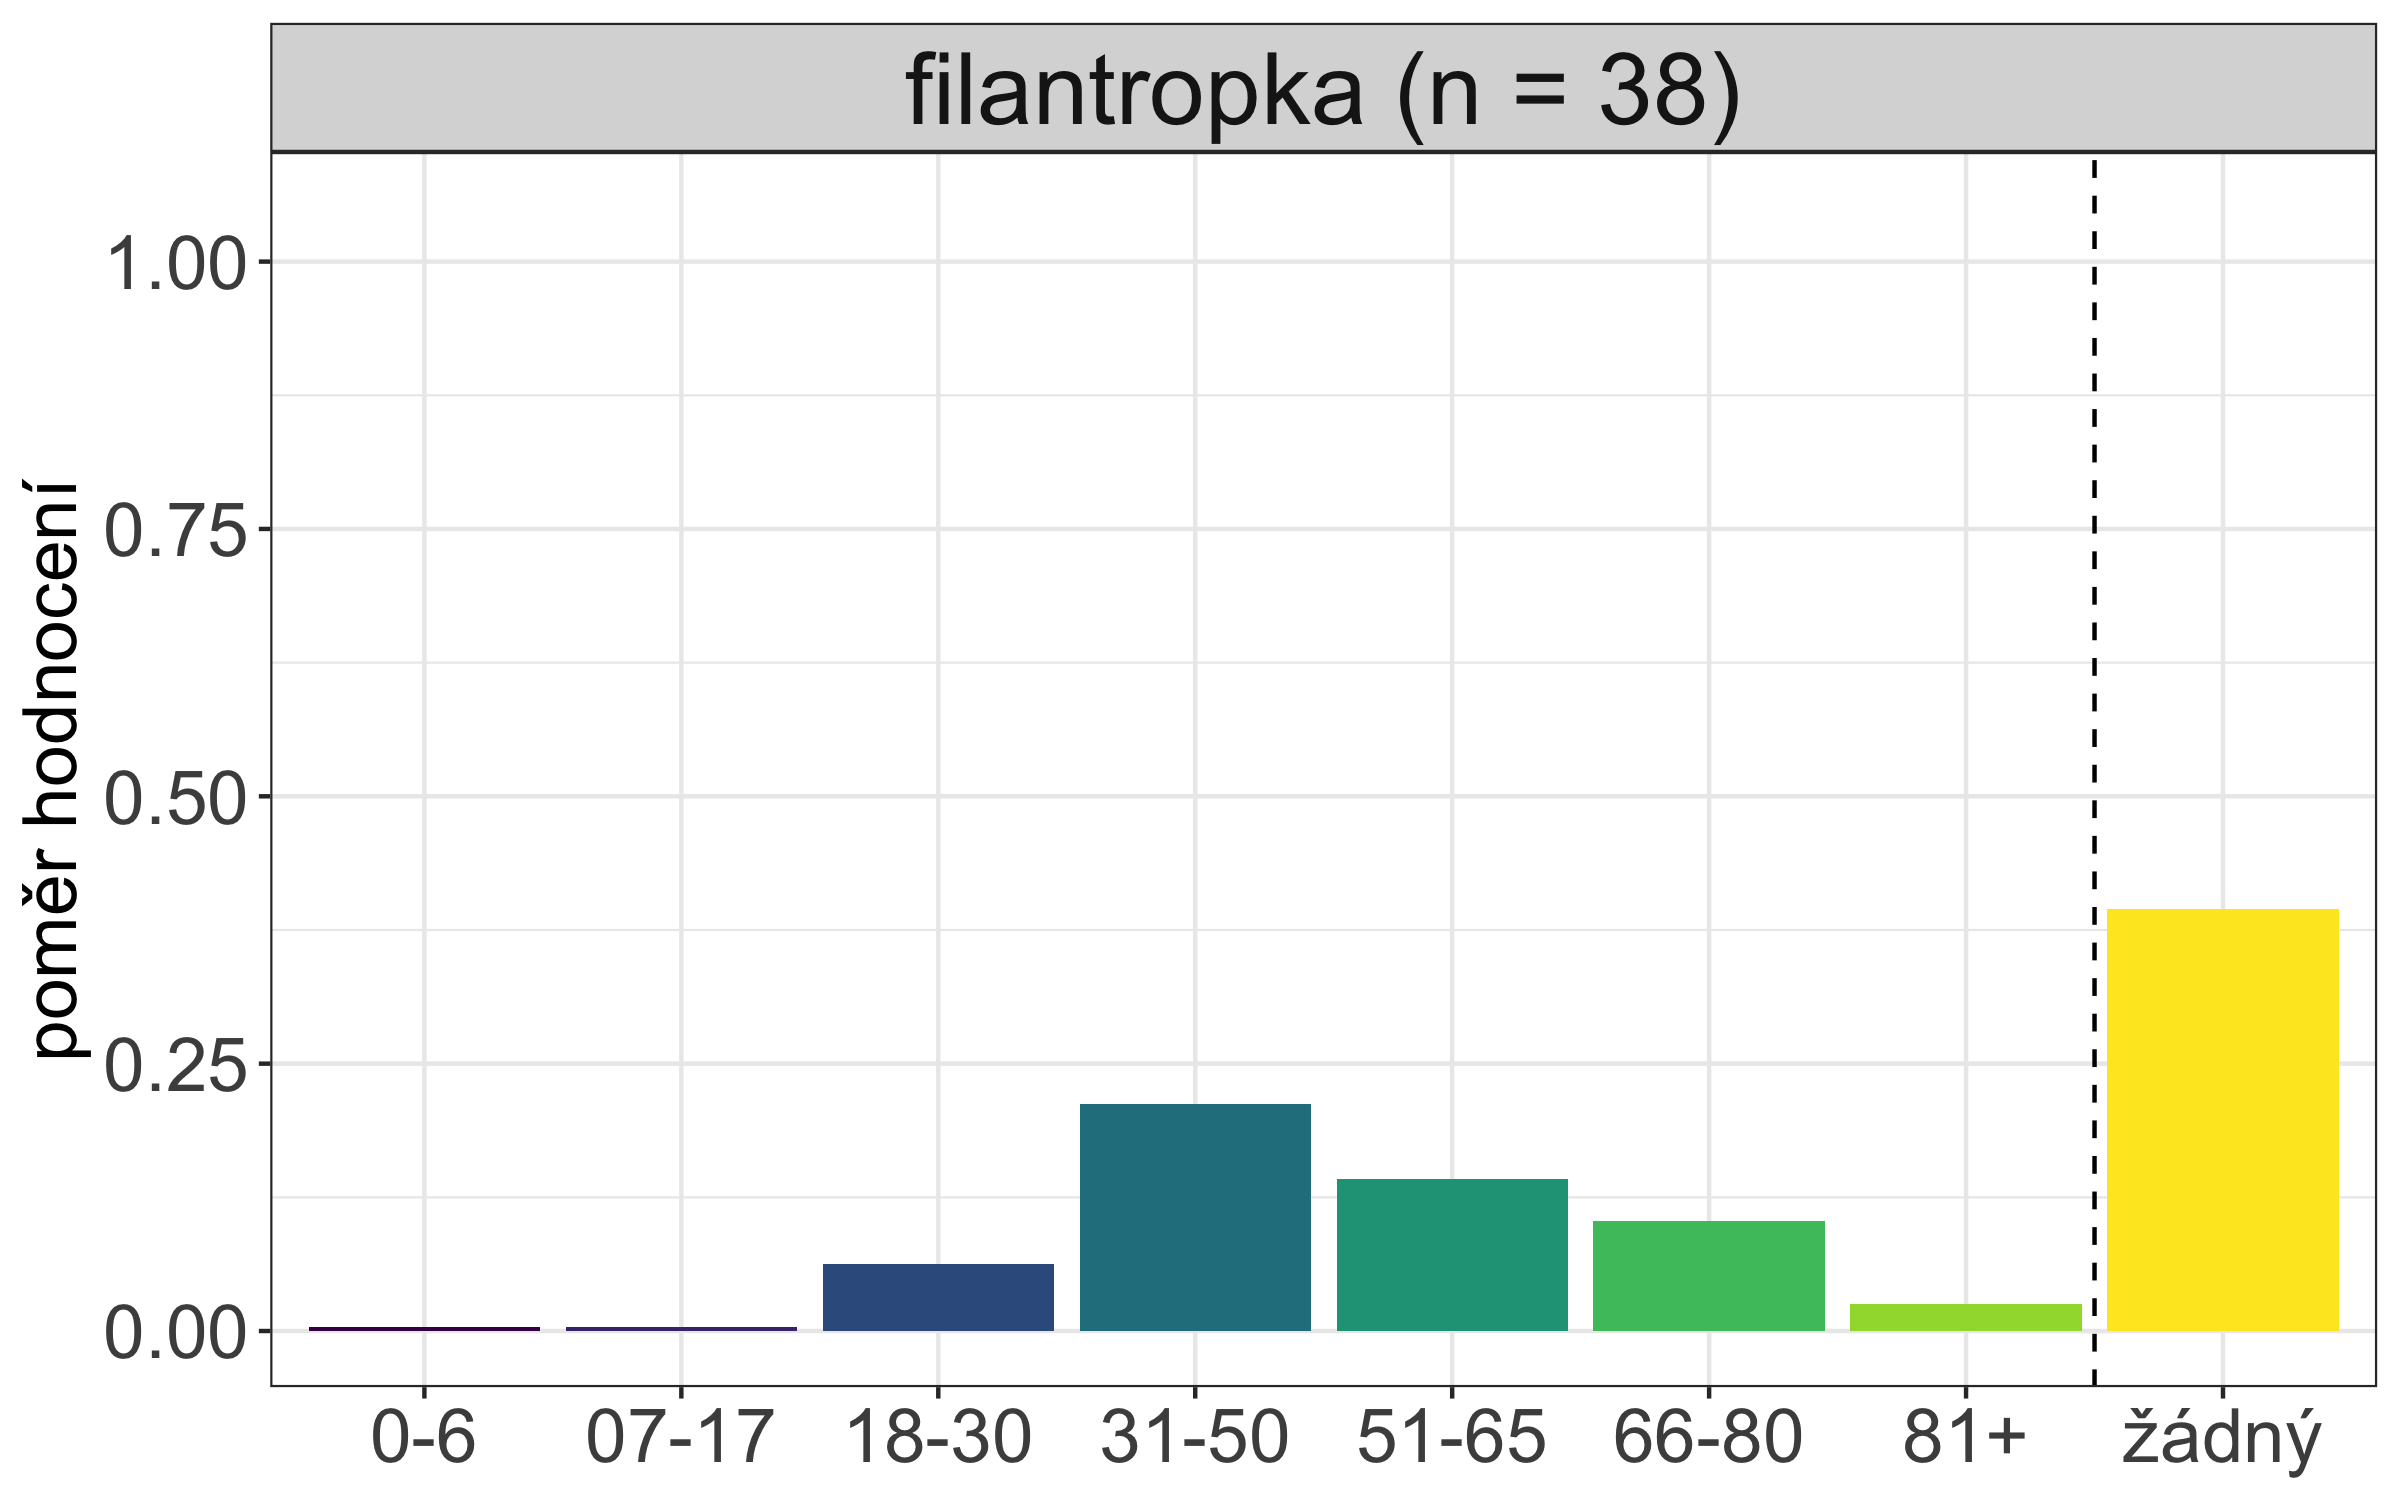 filantropka (n = 38)
poměr hodnocení
1.00
0.75
0.50
0.25
0.00
0-6 07-17 18-30 31-50 51-65 66-80 81+ žádný